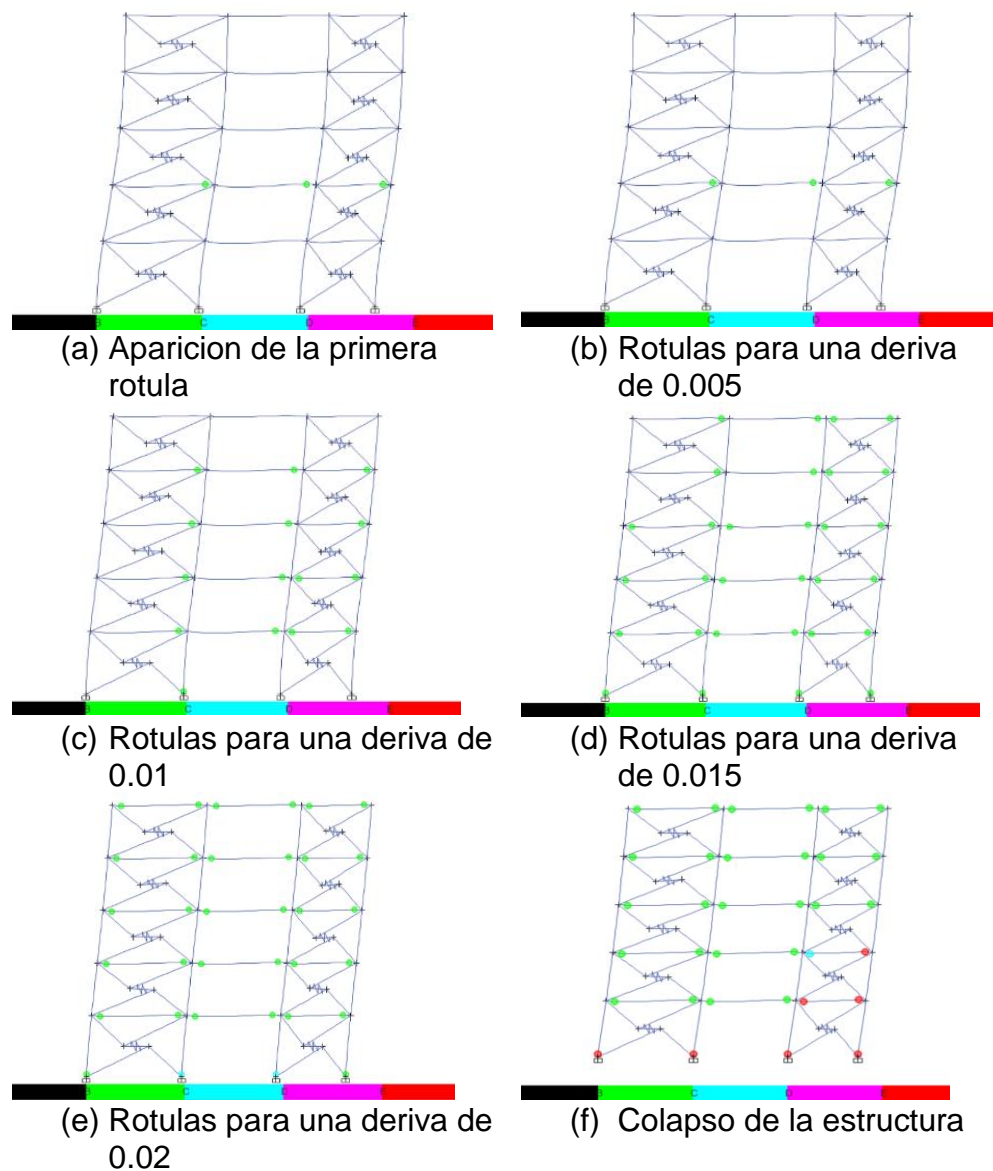 B C D E
B C D E
(a) Aparicion de la primera
rotula
(b) Rotulas para una deriva
de 0.005
B C D E
B C D E
(c) Rotulas para una deriva de
0.01
(d) Rotulas para una deriva
de 0.015
B C D E
B C D E
(e) Rotulas para una deriva de
0.02
(f) Colapso de la estructura